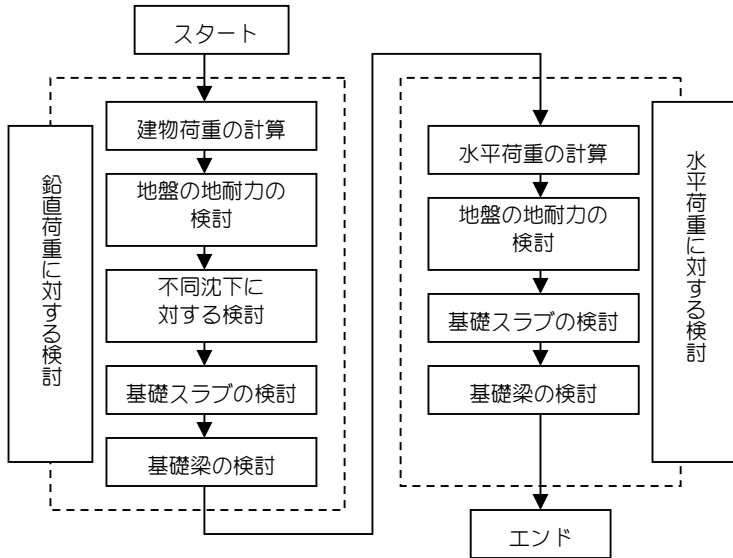 スタート
鉛直荷重に対する検討
建物荷重の計算
地盤の地耐力の
検討
不同沈下に
対する検討
基礎スラブの検討
基礎梁の検討
水平荷重の計算
地盤の地耐力の
検討
基礎スラブの検討
基礎梁の検討
水平荷重に対する検討
エンド